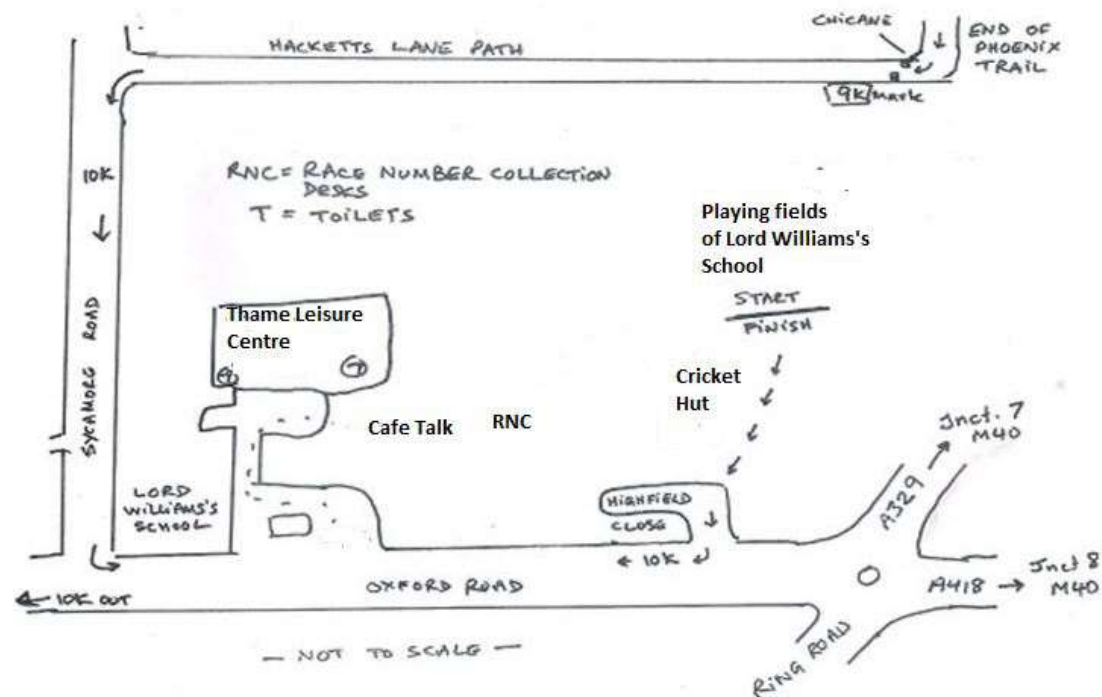 CHICANE
END OF
PHOENIX
TRAIL
HACKETTS LANE PATH
9K MARK
10K
RNC = RACE NUMBER COLLECTION
DESKS
T = TOILETS
Playing fields
of Lord Williams's
School
START
FINISH
SYCAMORE ROAD
Thame Leisure
Centre
T
Cricket
Hut
Cafe Talk
RNC
Jnct. 7
M40
A329
LORD
WILLIAMS'S
SCHOOL
HIGHFIELD
CLOSE
10K
OXFORD ROAD
A418
Jnct 8
M40
10K OUT
RING ROAD
— NOT TO SCALE —